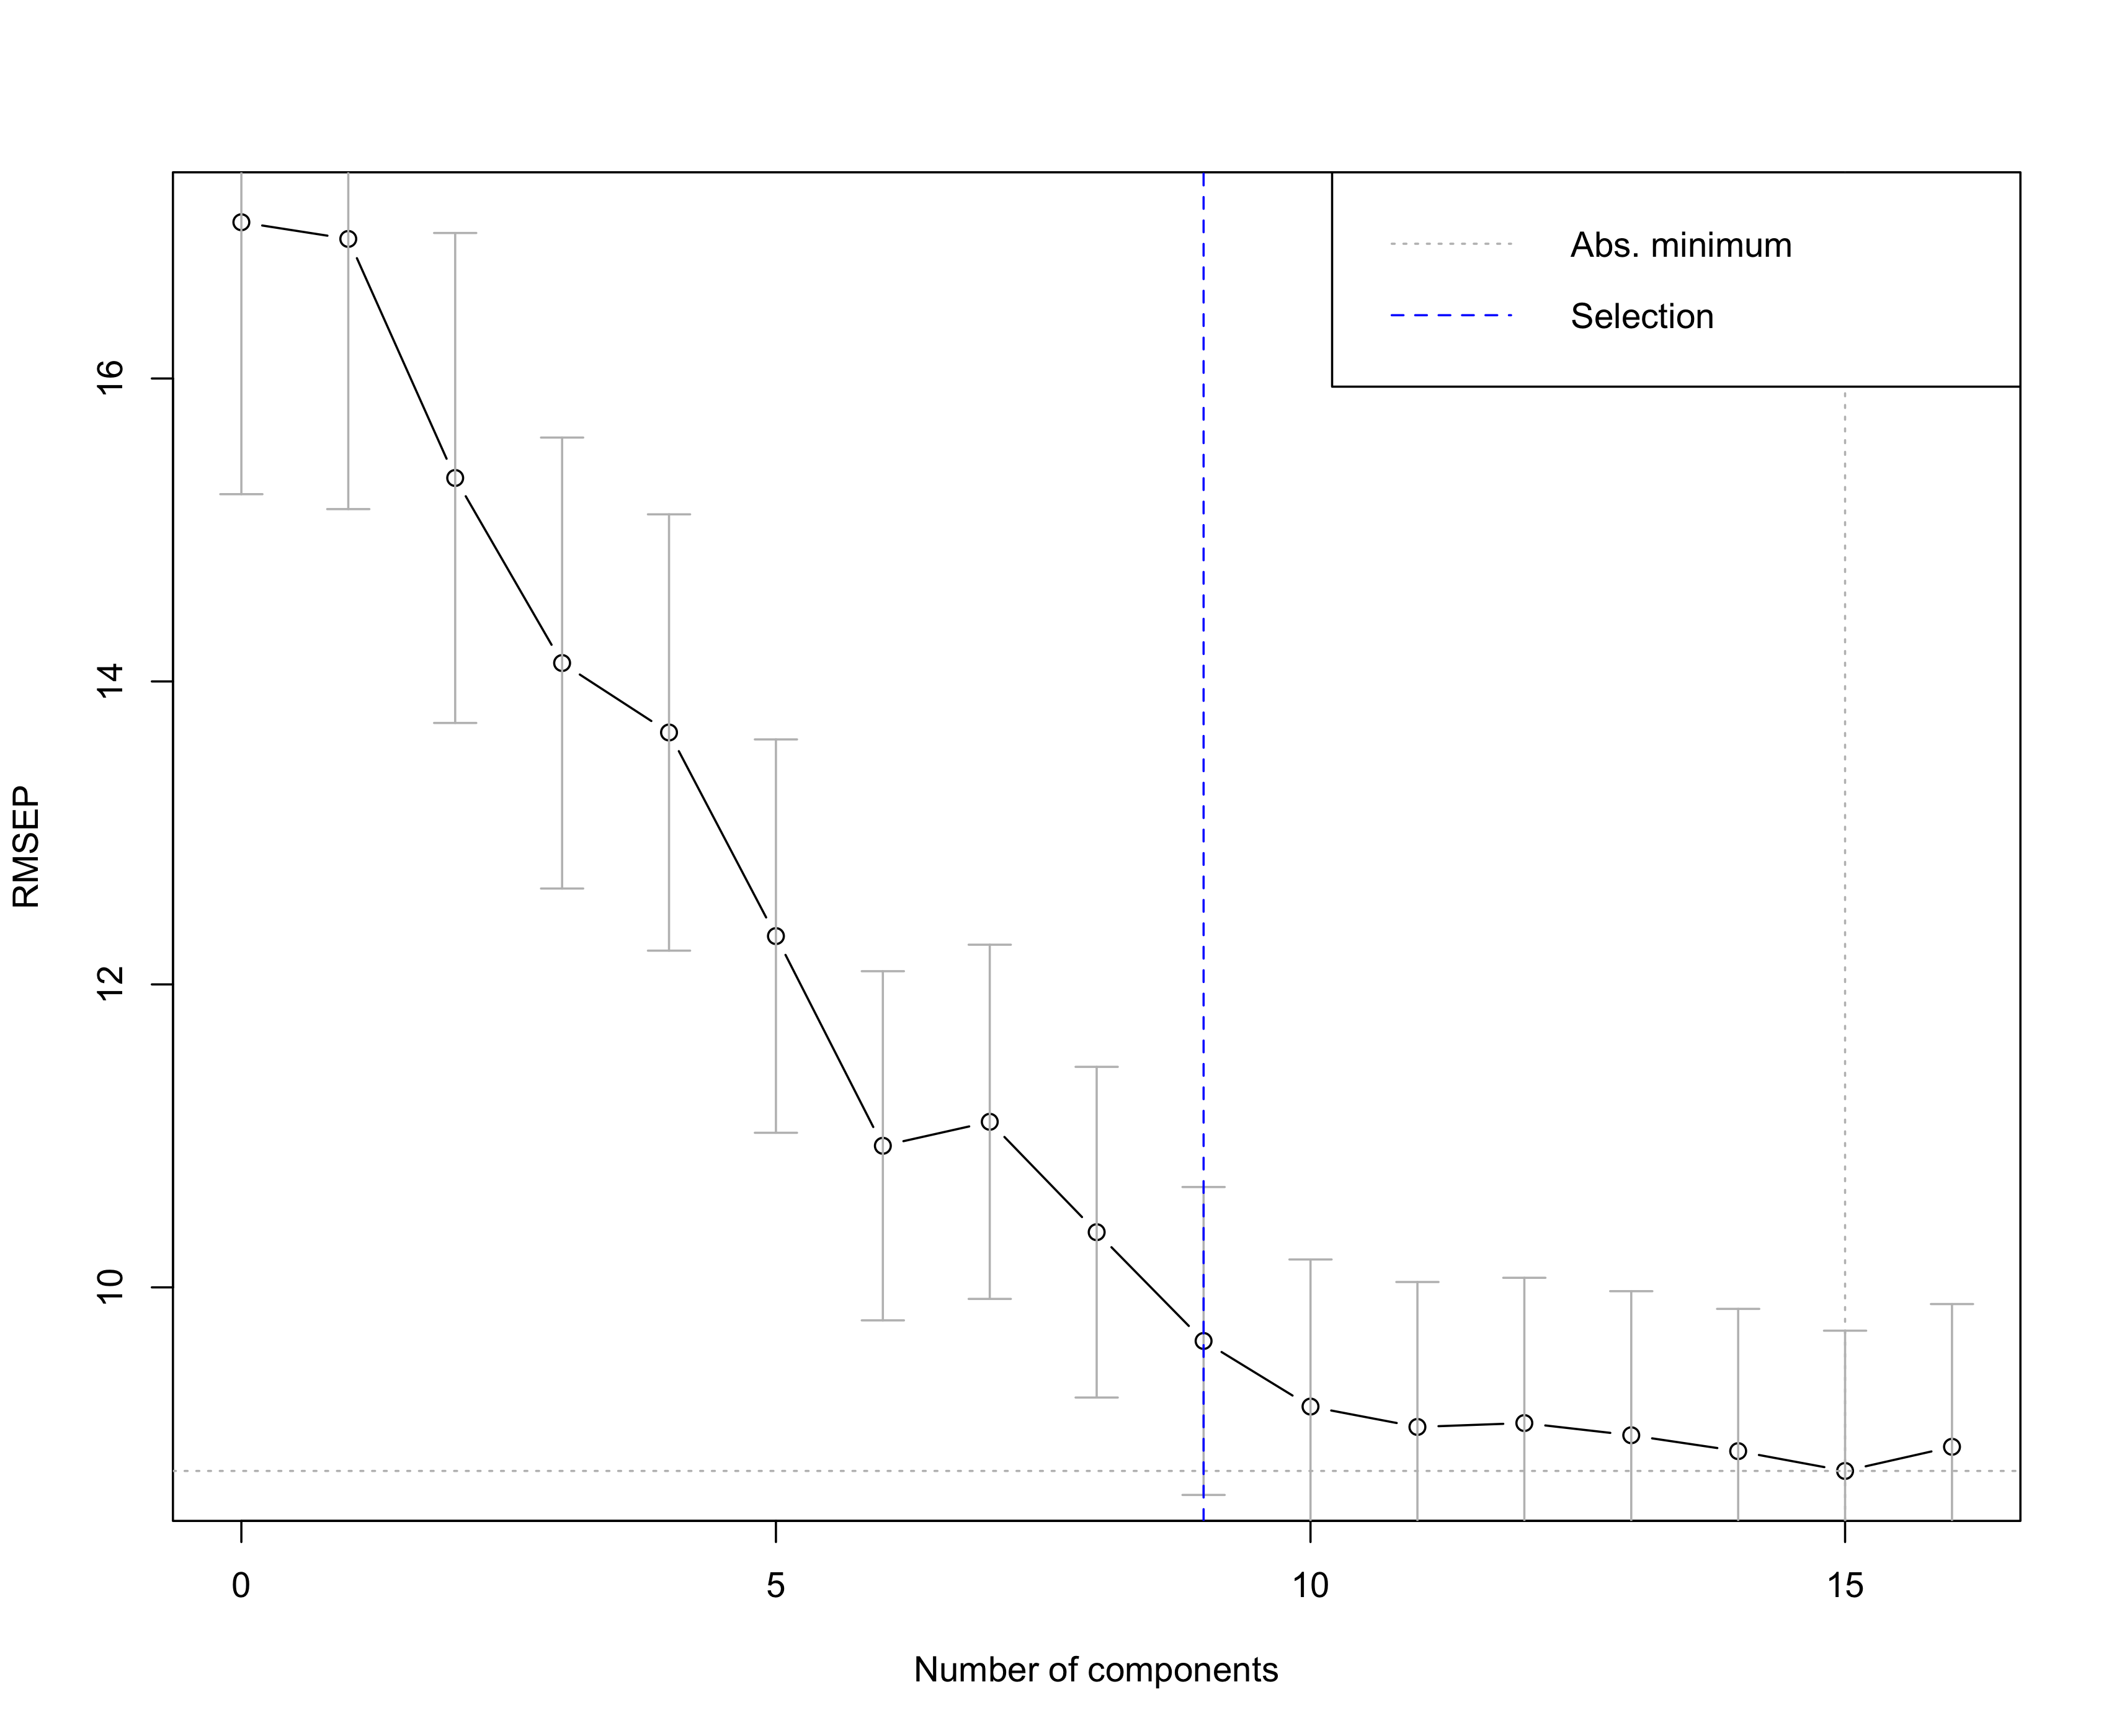 Abs. minimum
Selection
16
14
12
10
RMSEP
0 5 10 15
Number of components